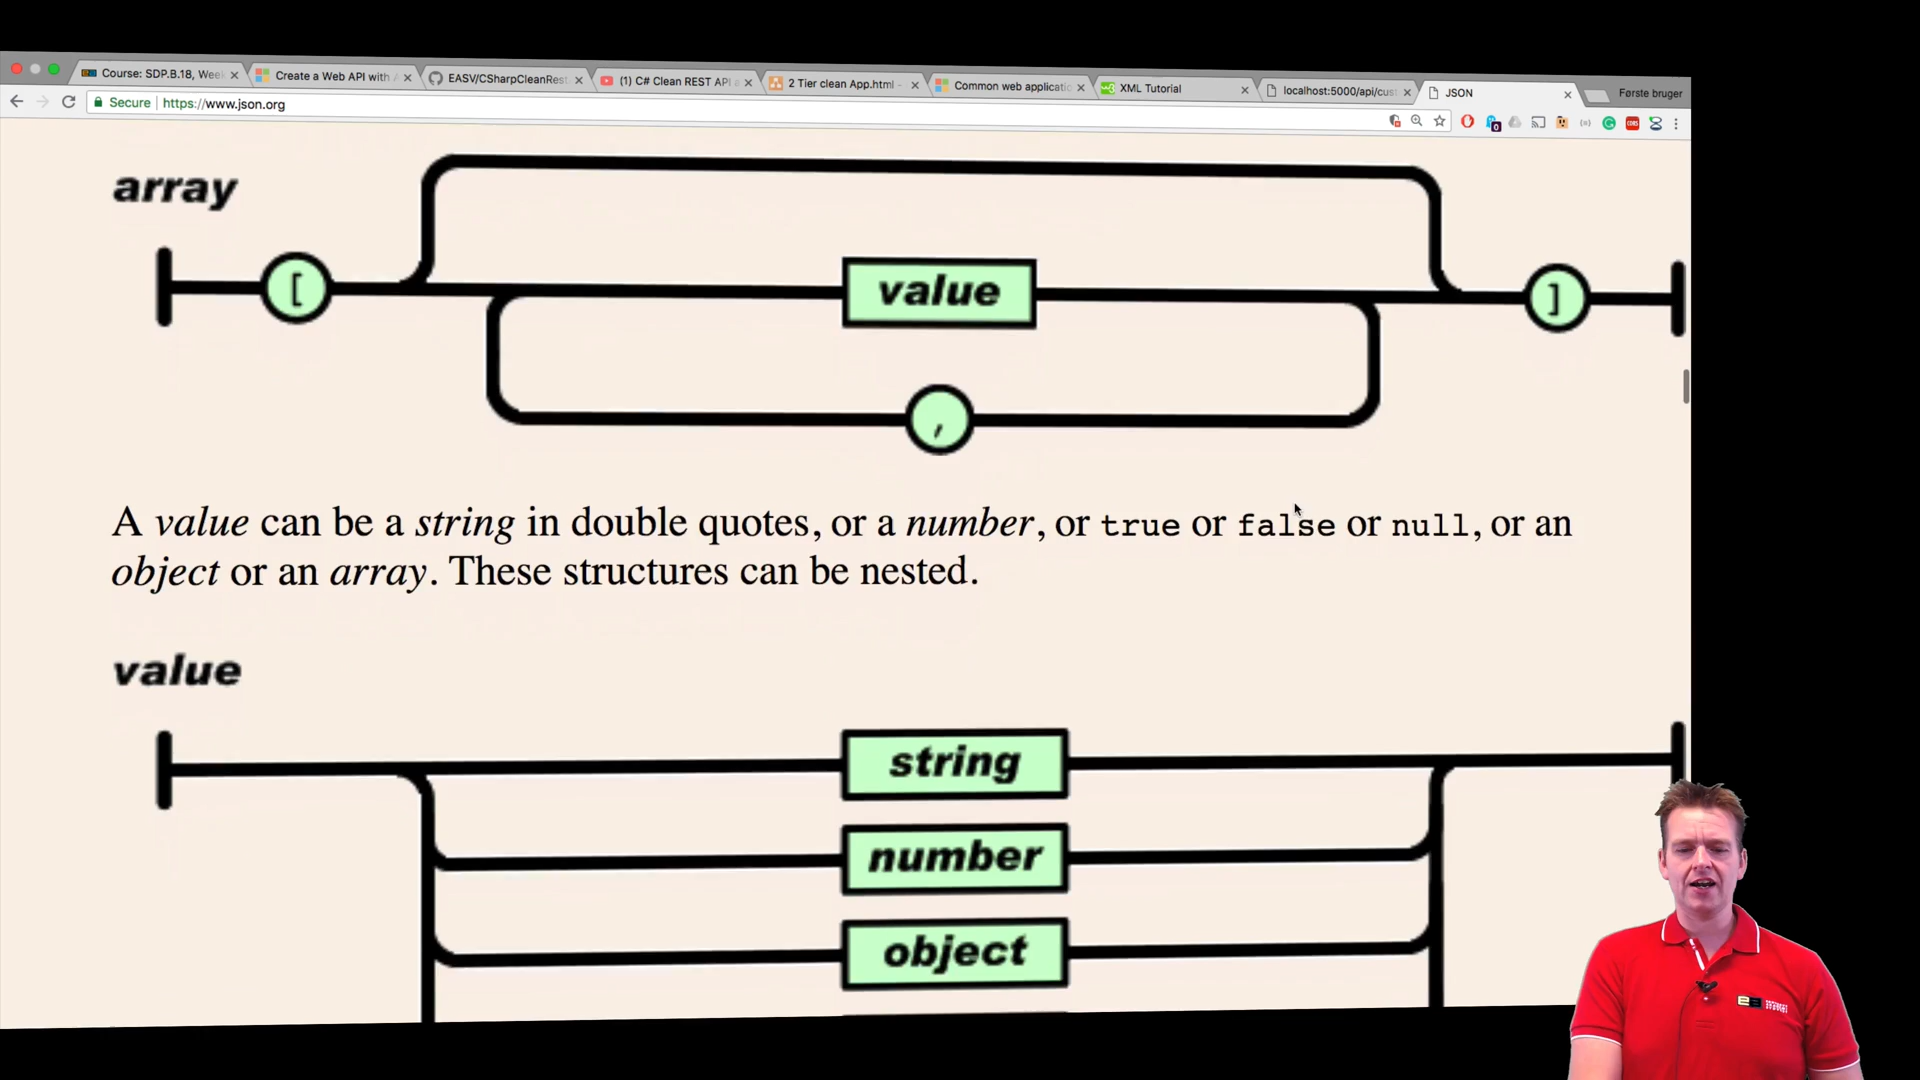 Course: SDP.B.18, Wee
Create a Web API with
EASV/CSharpCleanRest
(1) C# Clean REST API a
2 Tier clean App.html -
Common web applicatio
XML Tutorial
localhost:5000/api/cust
JSON
Første bruger
Secure https://www.json.org
array
[
value
]
,
A value can be a string in double quotes, or a number, or true or false or null, or an
object or an array. These structures can be nested.
value
string
number
object